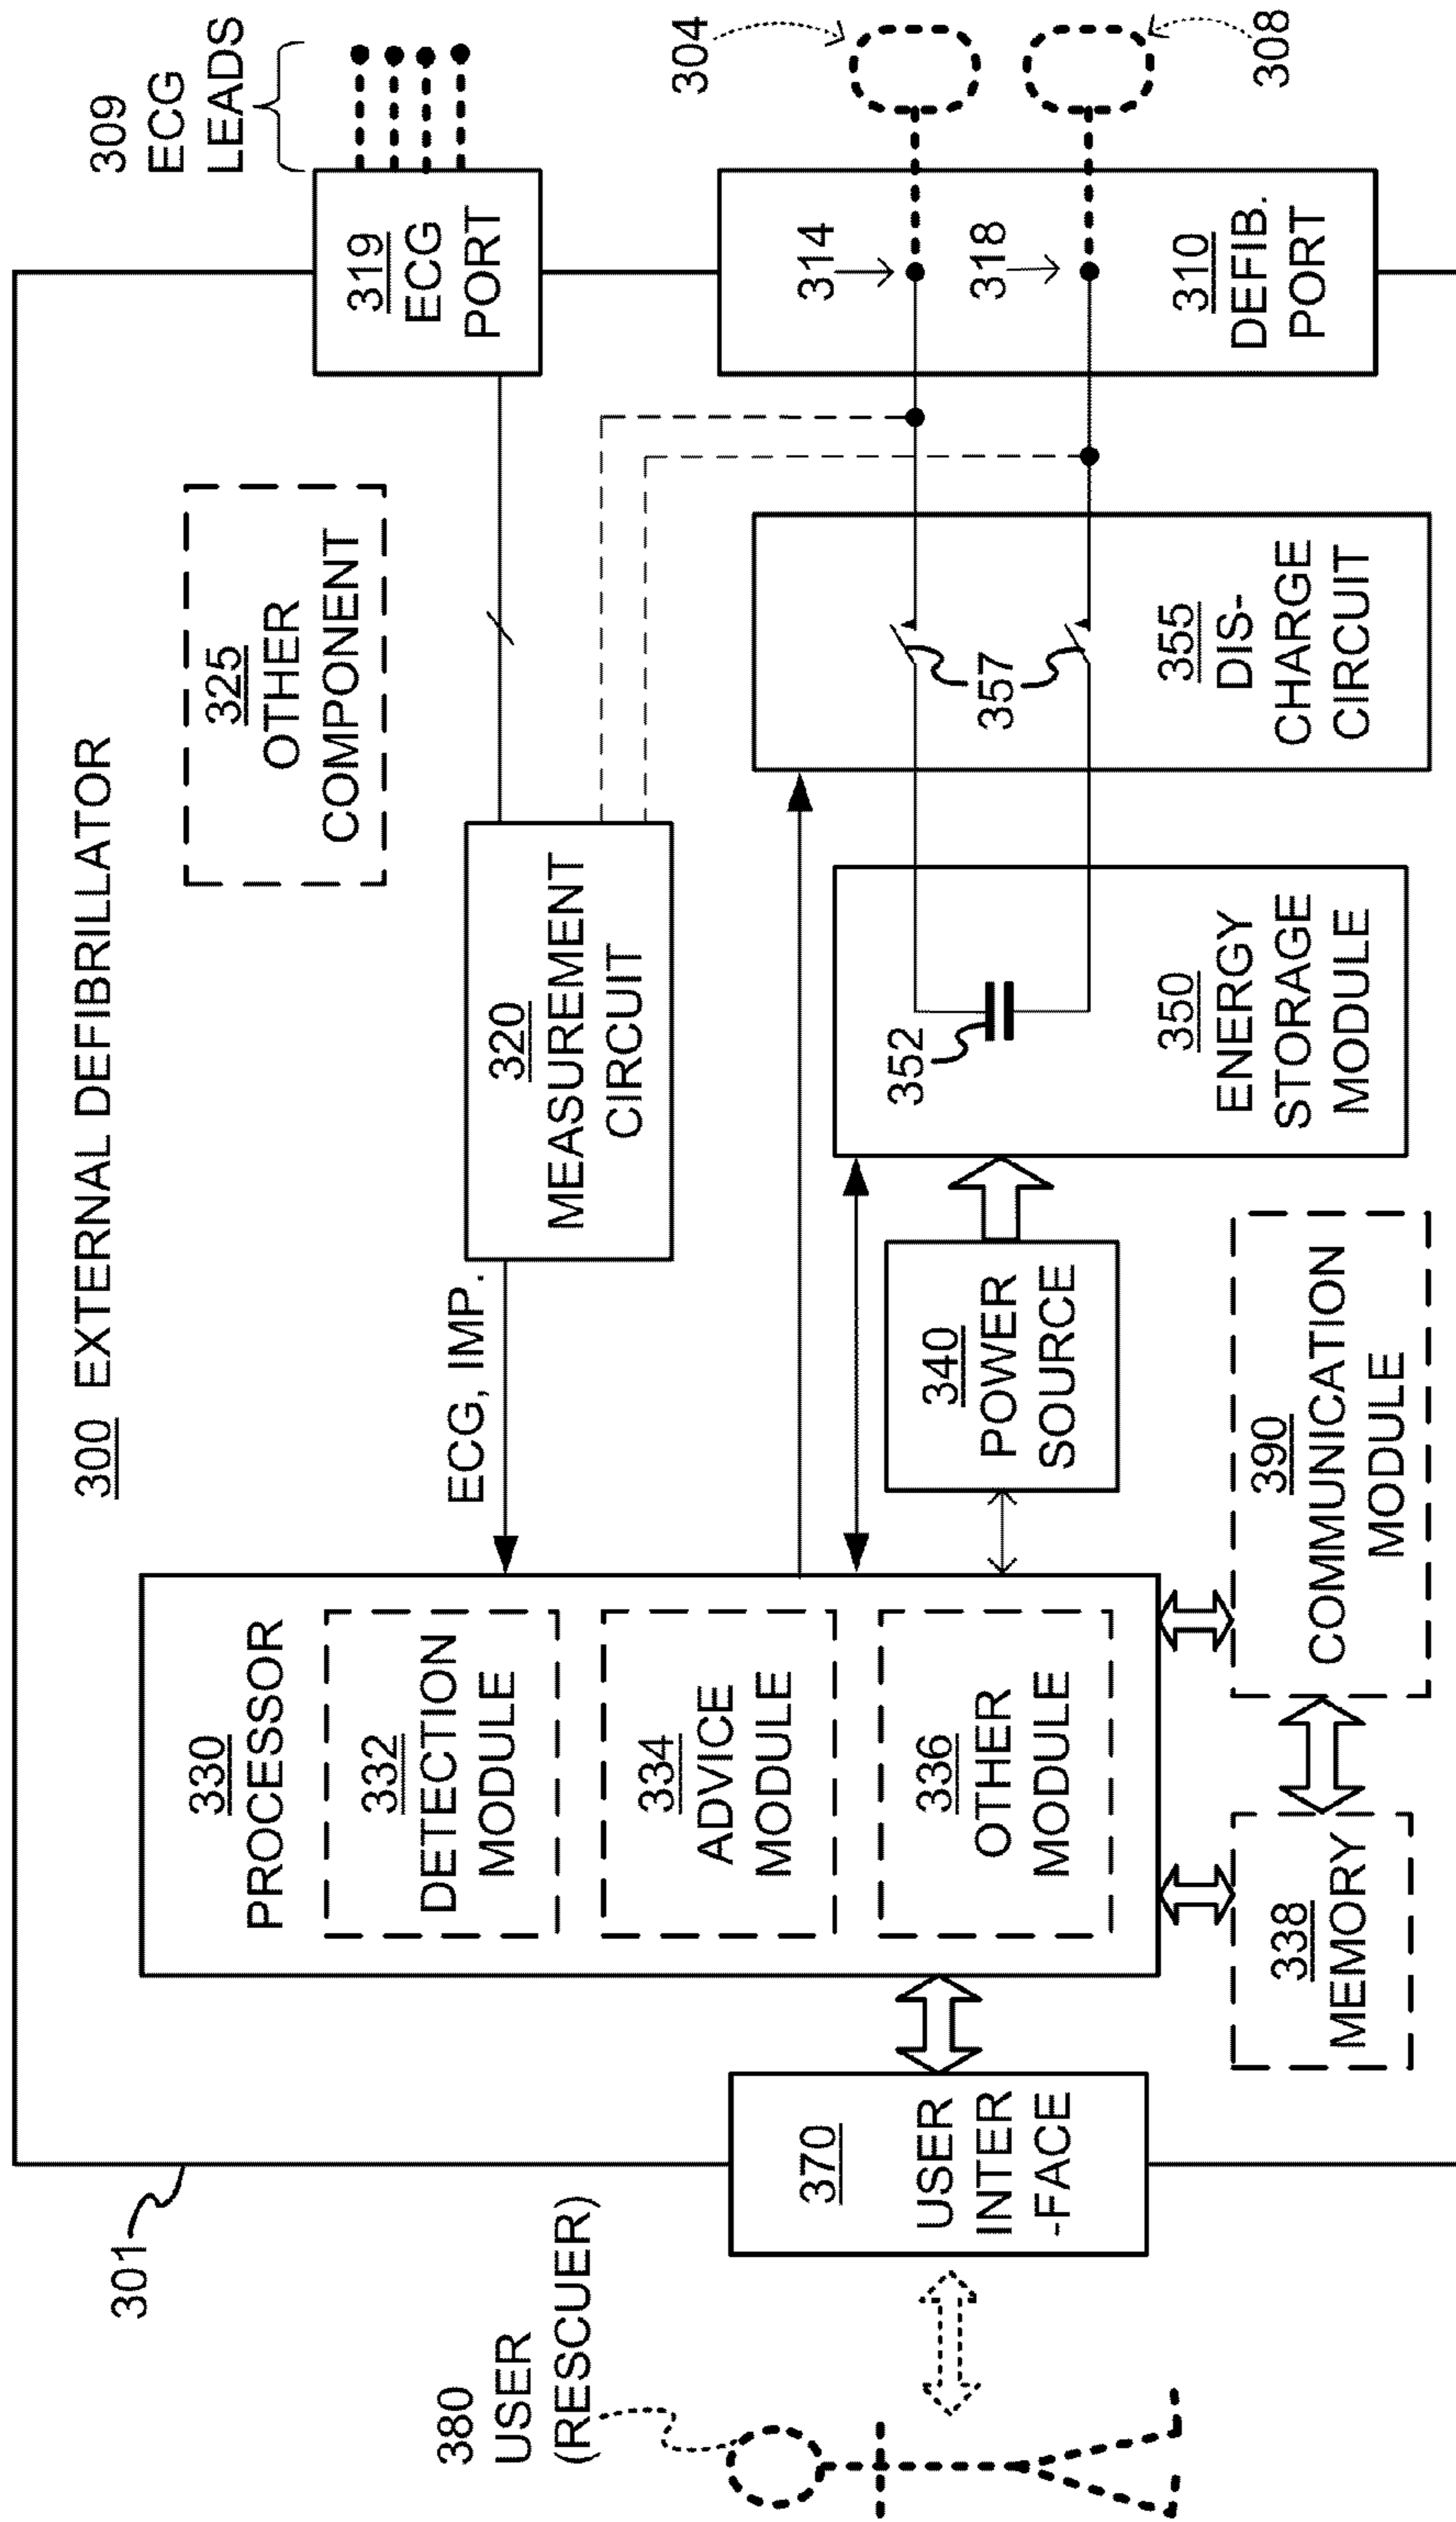 300 EXTERNAL DEFIBRILLATOR
301
380
USER
(RESCUER)
370
USER
INTER
-FACE
330
PROCESSOR
332
DETECTION
MODULE
334
ADVICE
MODULE
336
OTHER
MODULE
338
MEMORY
390
COMMUNICATION
MODULE
ECG, IMP.
340
POWER
SOURCE
320
MEASUREMENT
CIRCUIT
325
OTHER
COMPONENT
350
ENERGY
STORAGE
MODULE
352
355
DIS-
CHARGE
CIRCUIT
357
319
ECG
PORT
309
ECG
LEADS
310
DEFIB.
PORT
314
318
304
308